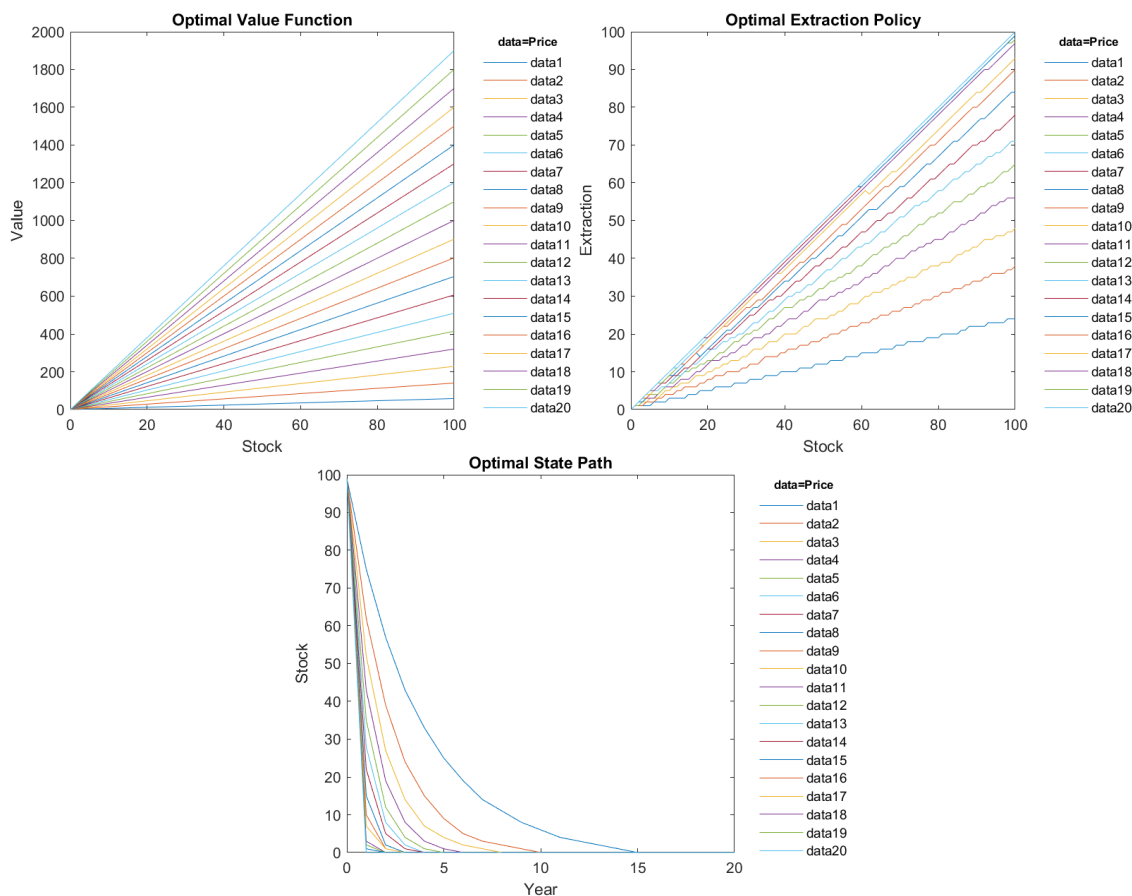 Optimal Value Function
2000
1800
1600
1400
1200
1000
800
600
400
200
0
Value
0 20 40 60 80 100
Stock
data=Price
data1
data2
data3
data4
data5
data6
data7
data8
data9
data10
data11
data12
data13
data14
data15
data16
data17
data18
data19
data20
Optimal Extraction Policy
100
90
80
70
60
50
40
30
20
10
0
Extraction
0 20 40 60 80 100
Stock
data=Price
data1
data2
data3
data4
data5
data6
data7
data8
data9
data10
data11
data12
data13
data14
data15
data16
data17
data18
data19
data20
Optimal State Path
100
90
80
70
60
50
40
30
20
10
0
Stock
0 5 10 15 20
Year
data=Price
data1
data2
data3
data4
data5
data6
data7
data8
data9
data10
data11
data12
data13
data14
data15
data16
data17
data18
data19
data20